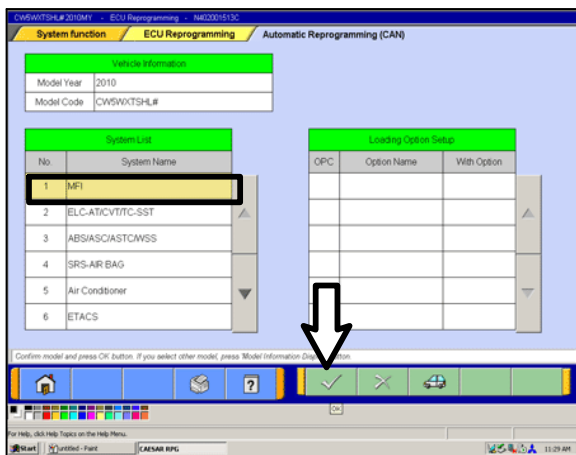 CW5WXTSHL# 2010MY - ECU Reprogramming - N402001513C
System function ECU Reprogramming Automatic Reprogramming (CAN)
Vehicle Information
Model Year 2010
Model Code CW5WXTSHL#
System List Loading Option Setup
No. System Name OPC Option Name With Option
1 MFI
2 ELC-AT/CVT/TC-SST
3 ABS/ASC/ASTC/WSS
4 SRS-AIR BAG
5 Air Conditioner
6 ETACS
Confirm model and press OK button. If you select other model, press 'Model Information Disp
?
OK
For Help, click Help Topics on the Help Menu.
Start untitled - Paint CAESAR RPG 11:29 AM